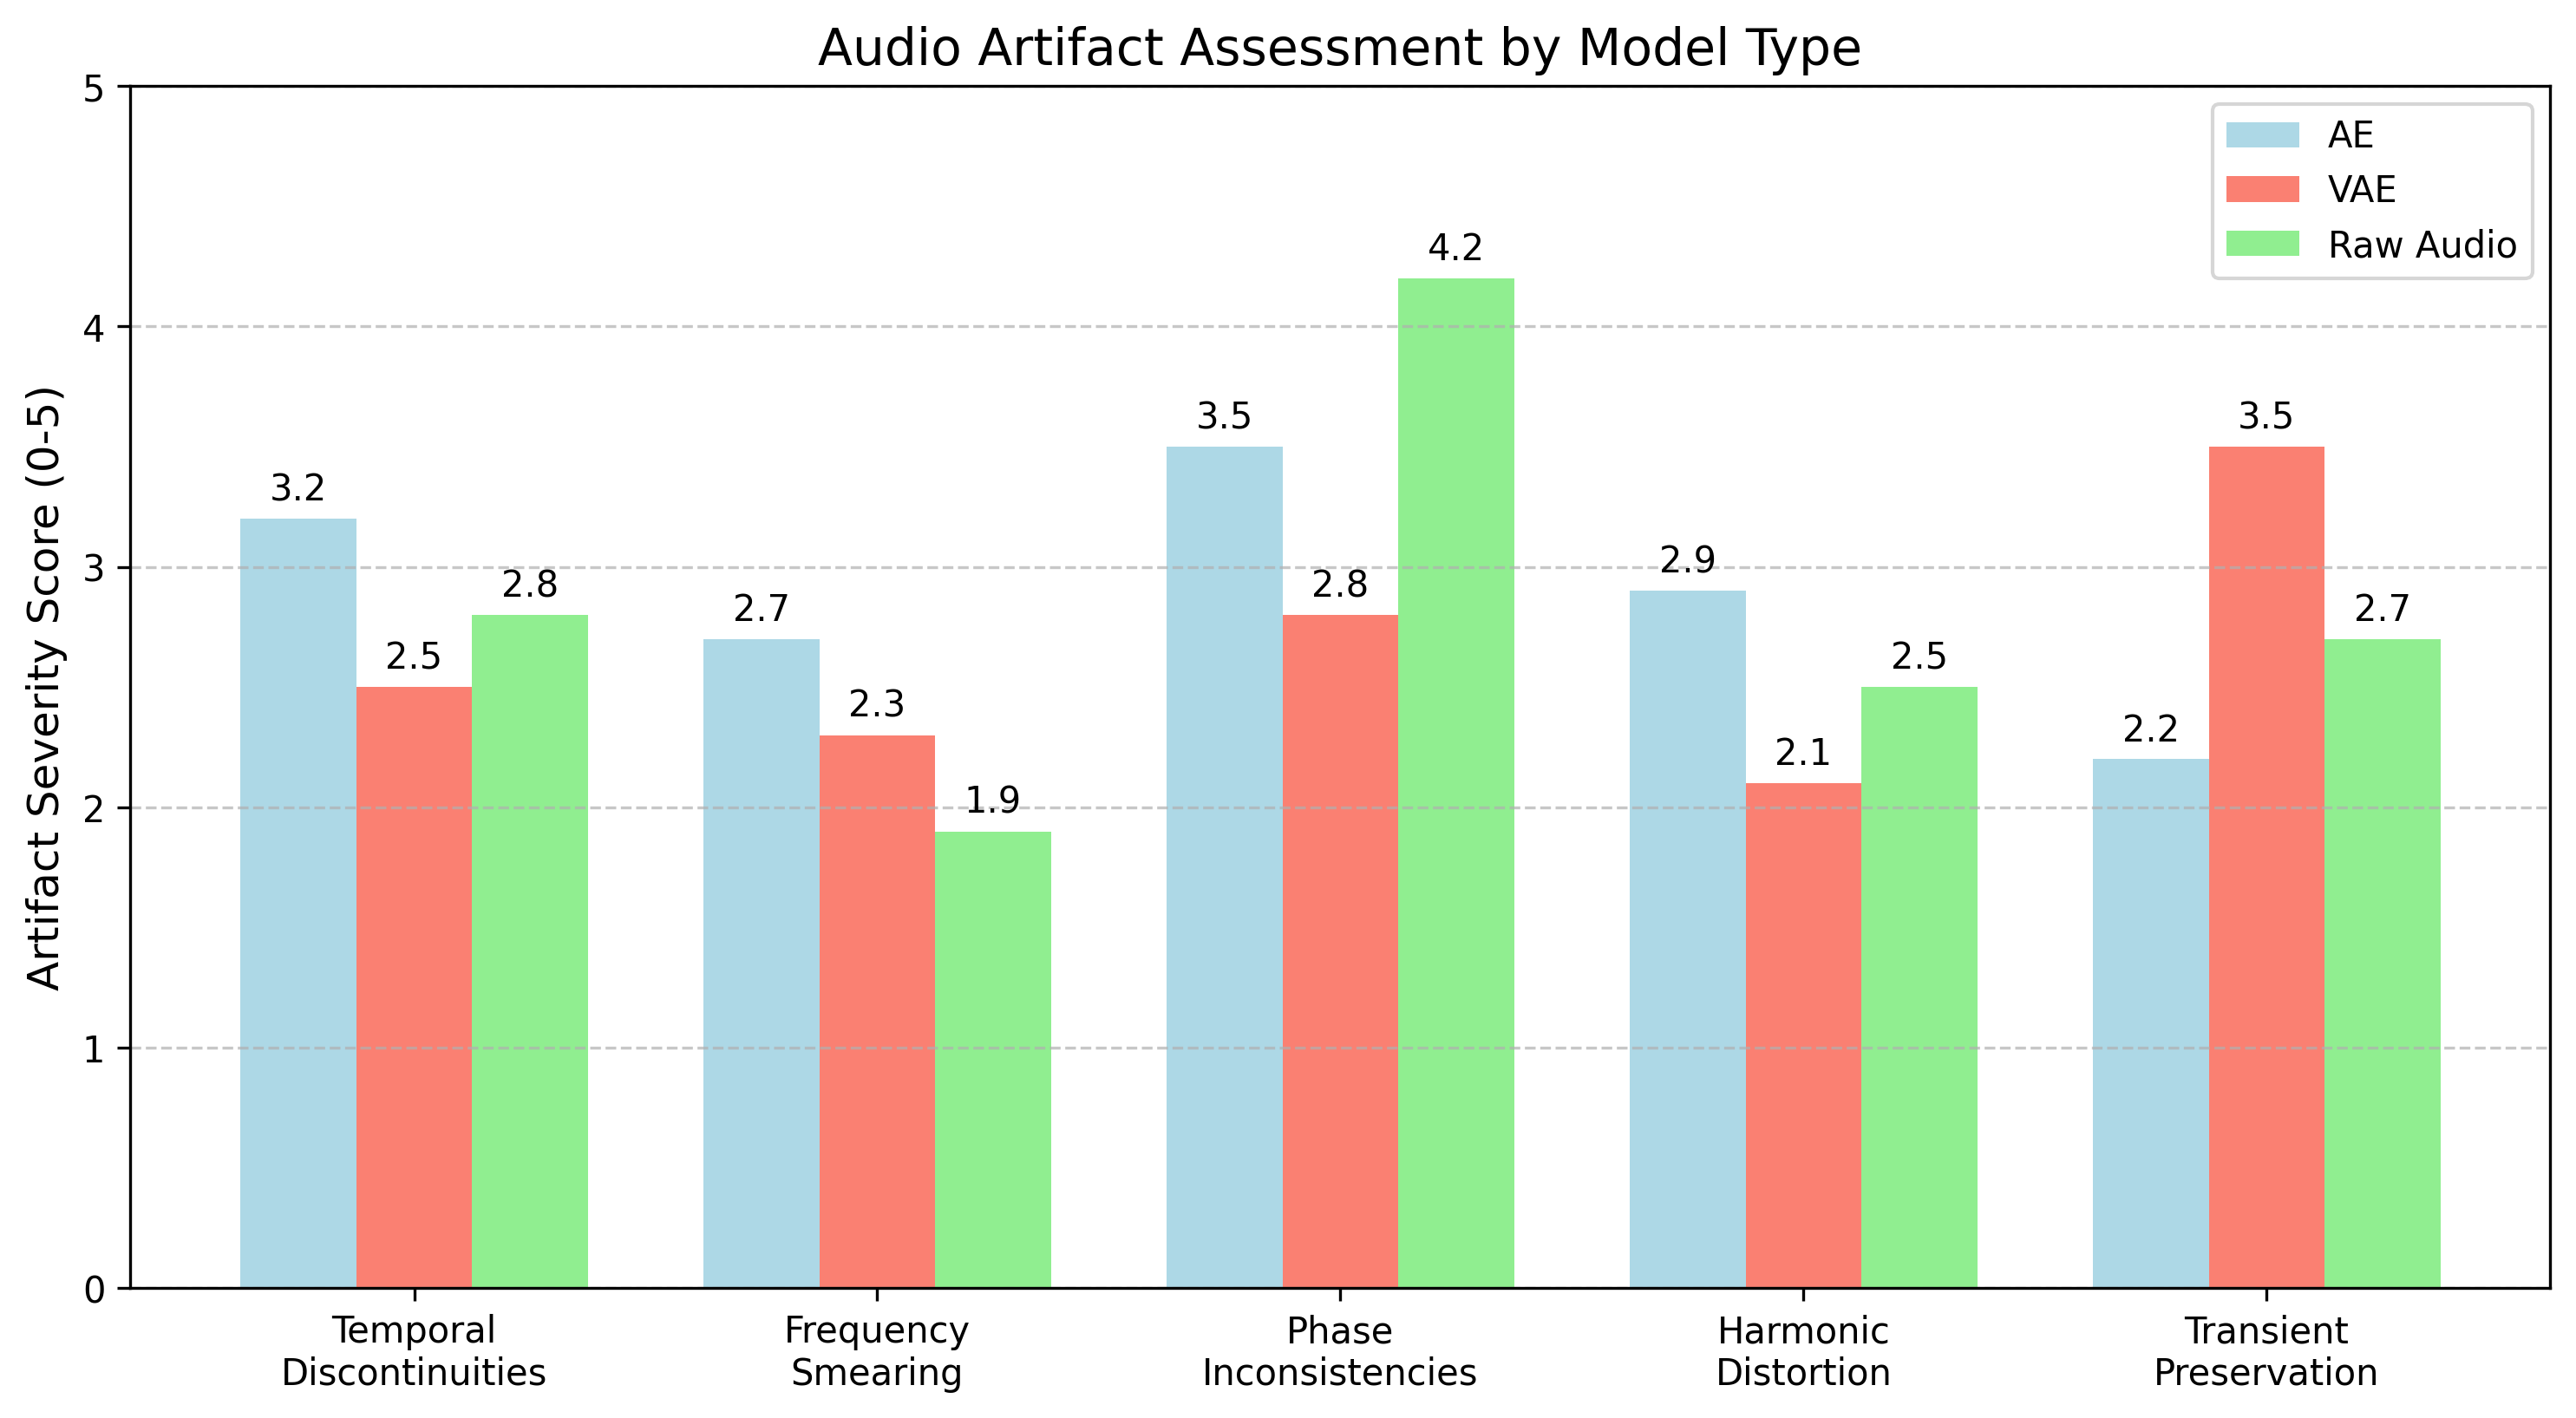 Audio Artifact Assessment by Model Type
Artifact Severity Score (0-5)
5
4
3
2
1
0
AE
VAE
Raw Audio
3.2
2.5
2.8
2.7
2.3
1.9
3.5
2.8
4.2
2.9
2.1
2.5
2.2
3.5
2.7
Temporal
Discontinuities
Frequency
Smearing
Phase
Inconsistencies
Harmonic
Distortion
Transient
Preservation